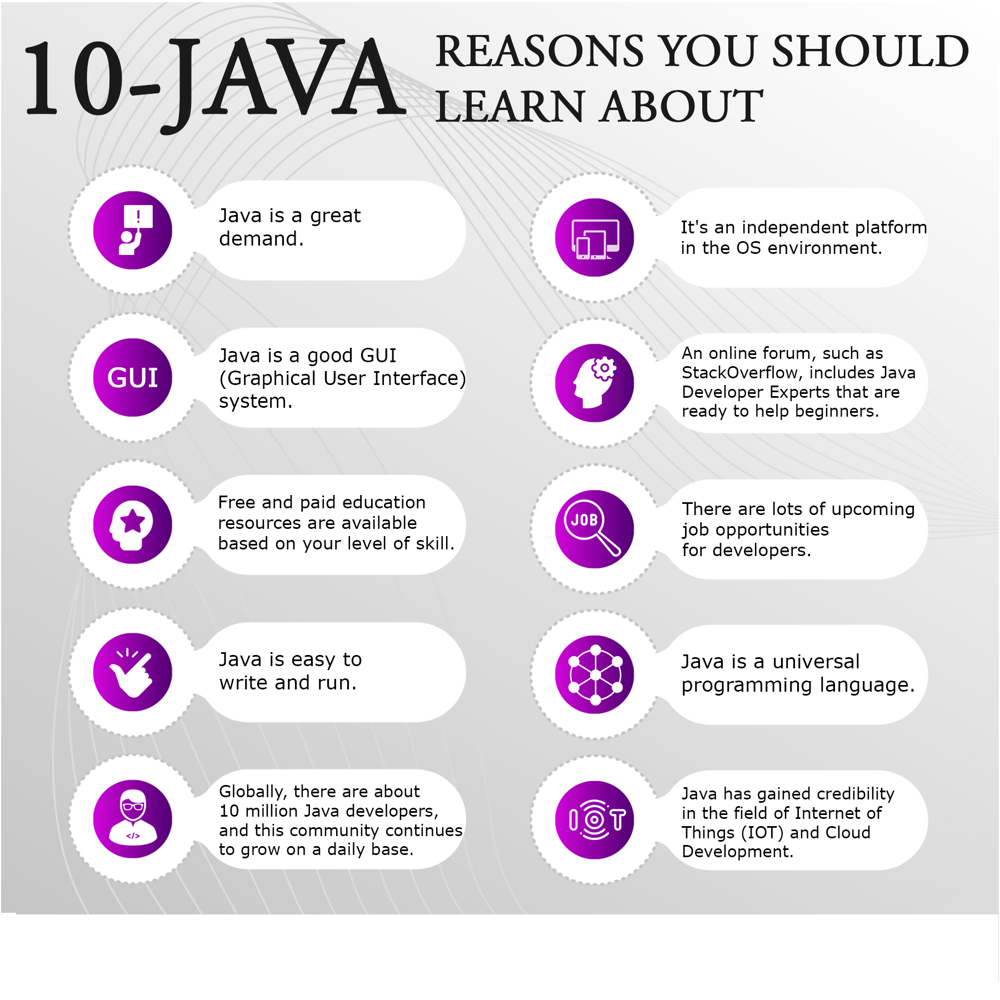 10-JAVA
REASONS YOU SHOULD
LEARN ABOUT
Java is a great
demand.
GUI
Java is a good GUI
(Graphical User Interface)
system.
Free and paid education
resources are available
based on your level of skill.
Java is easy to
write and run.
</>
Globally, there are about
10 million Java developers,
and this community continues
to grow on a daily base.
It's an independent platform
in the OS environment.
An online forum, such as
StackOverflow, includes Java
Developer Experts that are
ready to help beginners.
JOB
There are lots of upcoming
job opportunities
for developers.
Java is a universal
programming language.
IOT
Java has gained credibility
in the field of Internet of
Things (IOT) and Cloud
Development.